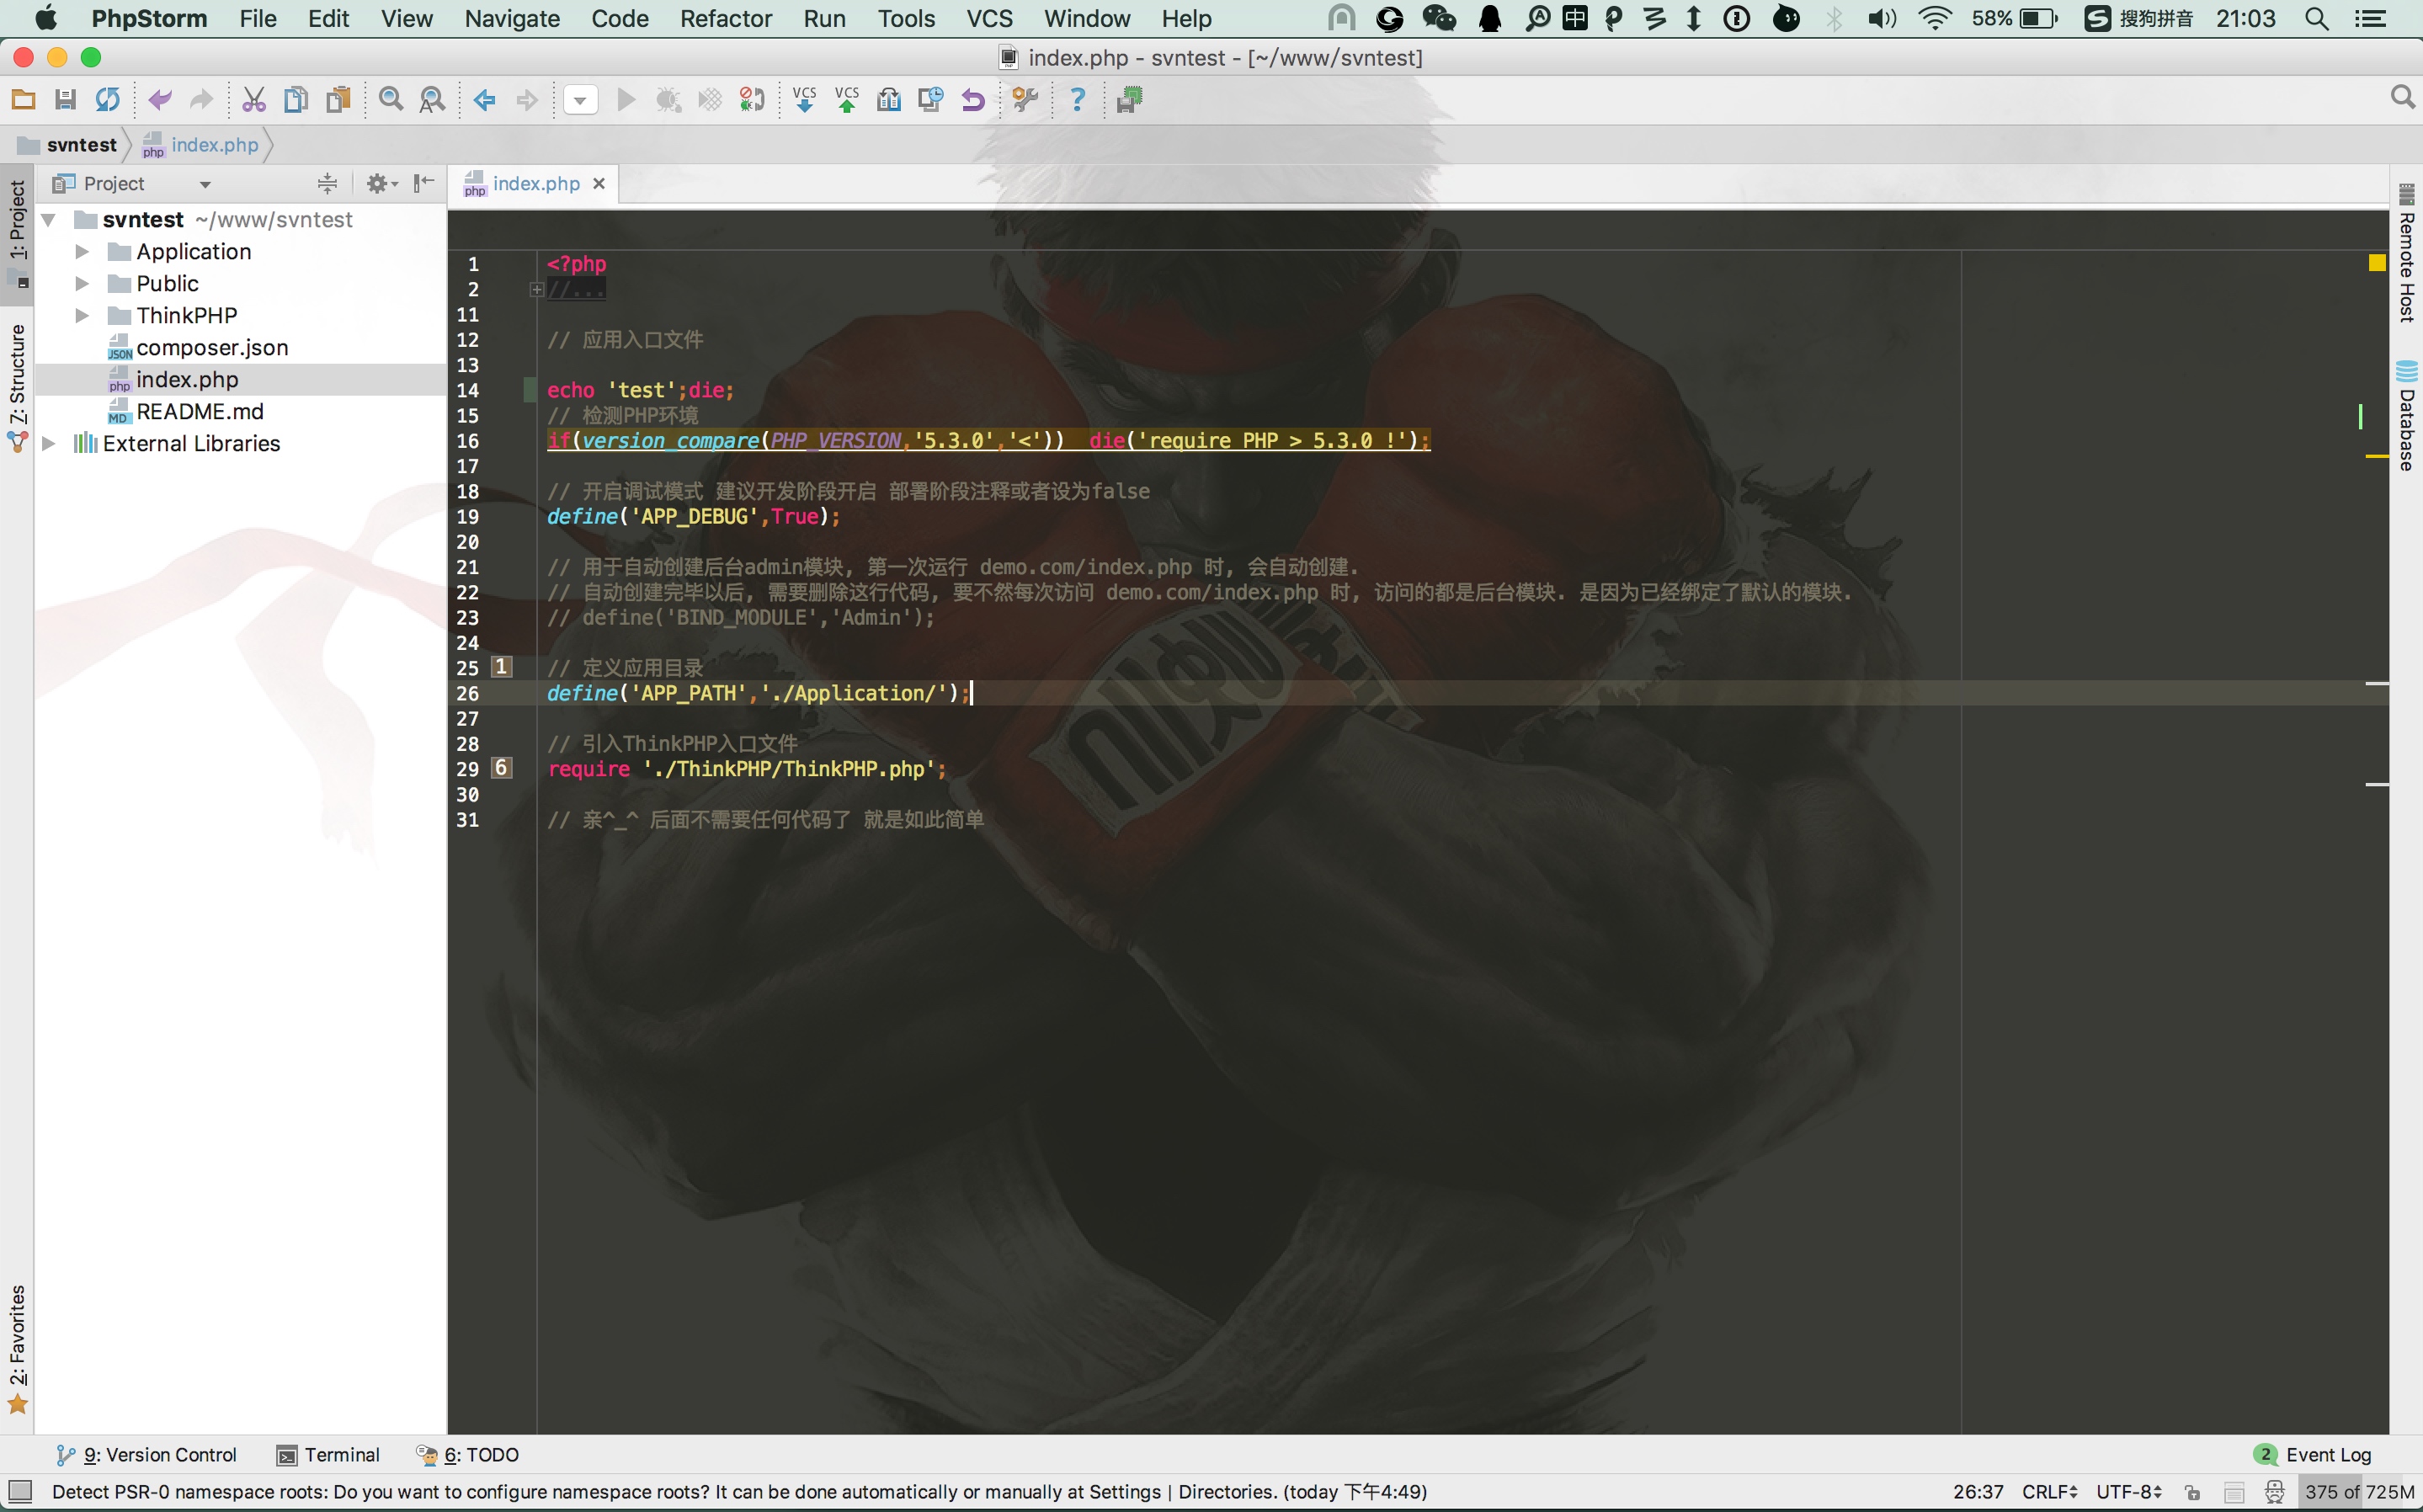 PhpStorm File Edit View Navigate Code Refactor Run Tools VCS Window Help 58% 搜狗拼音 21:03
index.php - svntest - [~/www/svntest]
VCS VCS
svntest index.php
Project
index.php
1: Project
7: Structure
2: Favorites
svntest ~/www/svntest
Application
Public
ThinkPHP
composer.json
index.php
README.md
External Libraries
1 <?php
2 //...
11
12 // 应用入口文件
13
14 echo 'test';die;
15 // 检测PHP环境
16 if(version_compare(PHP_VERSION,'5.3.0','<'))  die('require PHP > 5.3.0 !');
17
18 // 开启调试模式 建议开发阶段开启 部署阶段注释或者设为false
19 define('APP_DEBUG',True);
20
21 // 用于自动创建后台admin模块, 第一次运行 demo.com/index.php 时, 会自动创建.
22 // 自动创建完毕以后, 需要删除这行代码, 要不然每次访问 demo.com/index.php 时, 访问的都是后台模块. 是因为已经绑定了默认的模块.
23 // define('BIND_MODULE','Admin');
24
25 1 // 定义应用目录
26 define('APP_PATH','./Application/');
27
28 // 引入ThinkPHP入口文件
29 6 require './ThinkPHP/ThinkPHP.php';
30
31 // 亲^_^ 后面不需要任何代码了 就是如此简单
Remote Host
Database
9: Version Control Terminal 6: TODO 2 Event Log
Detect PSR-0 namespace roots: Do you want to configure namespace roots? It can be done automatically or manually at Settings | Directories. (today 下午4:49) 26:37 CRLF UTF-8 375 of 725M